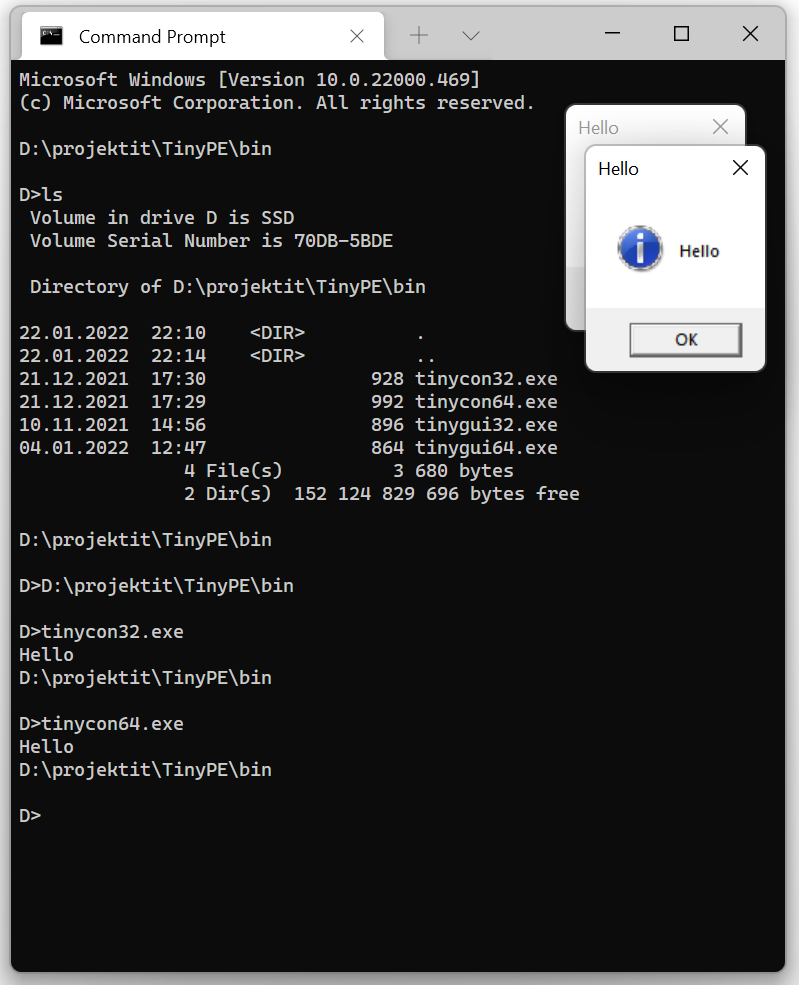 Command Prompt
Microsoft Windows [Version 10.0.22000.469]
(c) Microsoft Corporation. All rights reserved.
D:\projektit\TinyPE\bin
D>ls
 Volume in drive D is SSD
 Volume Serial Number is 70DB-5BDE
 Directory of D:\projektit\TinyPE\bin
22.01.2022  22:10    <DIR>          .
22.01.2022  22:14    <DIR>          ..
21.12.2021  17:30               928 tinycon32.exe
21.12.2021  17:29               992 tinycon64.exe
10.11.2021  14:56               896 tinygui32.exe
04.01.2022  12:47               864 tinygui64.exe
               4 File(s)          3 680 bytes
               2 Dir(s)  152 124 829 696 bytes free
D:\projektit\TinyPE\bin
D>D:\projektit\TinyPE\bin
D>tinycon32.exe
Hello
D:\projektit\TinyPE\bin
D>tinycon64.exe
Hello
D:\projektit\TinyPE\bin
D>
Hello
Hello
Hello
OK